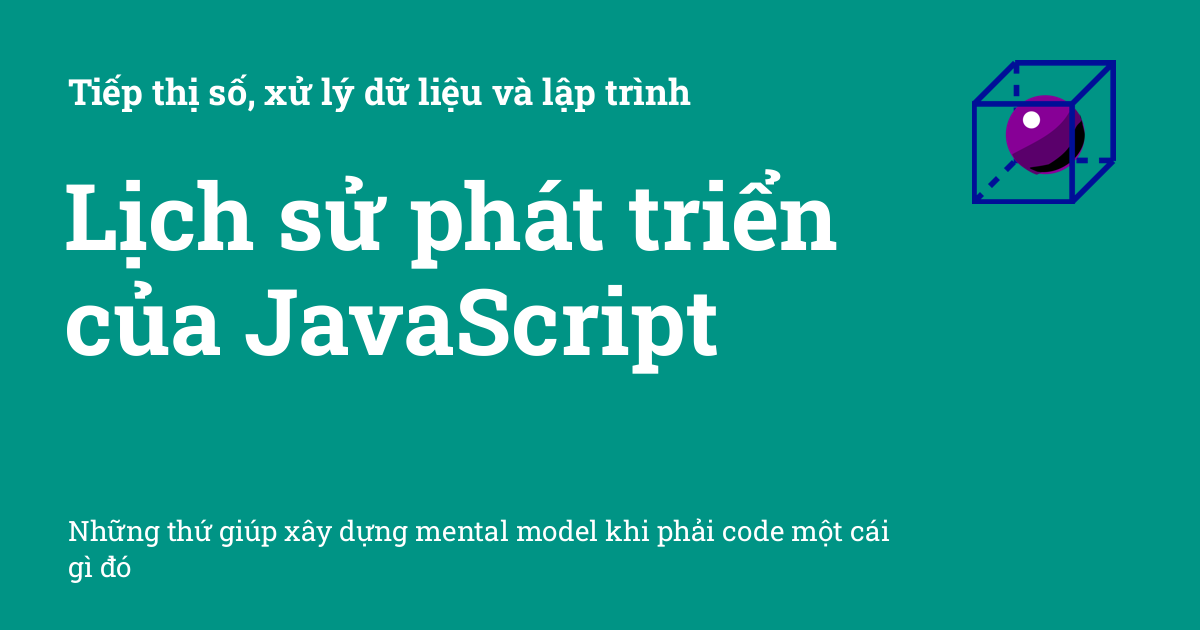 Tiếp thị số, xử lý dữ liệu và lập trình
Lịch sử phát triển
của JavaScript
Những thứ giúp xây dựng mental model khi phải code một cái
gì đó